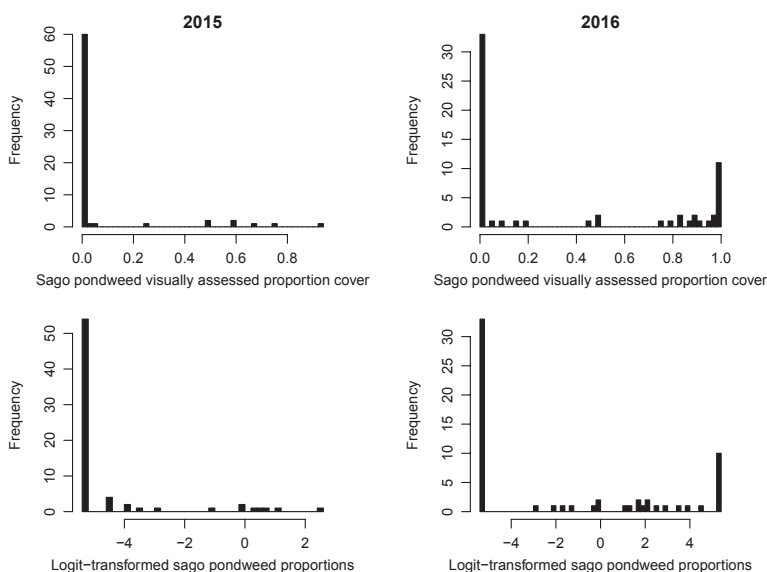 2015
2016
Frequency
0 10 20 30 40 50 60
0.0 0.2 0.4 0.6 0.8
Sago pondweed visually assessed proportion cover
Frequency
0 5 10 15 20 25 30
0.0 0.2 0.4 0.6 0.8 1.0
Sago pondweed visually assessed proportion cover
Frequency
0 10 20 30 40 50
−4 −2 0 2
Logit−transformed sago pondweed proportions
Frequency
0 5 10 15 20 25 30
−4 −2 0 2 4
Logit−transformed sago pondweed proportions